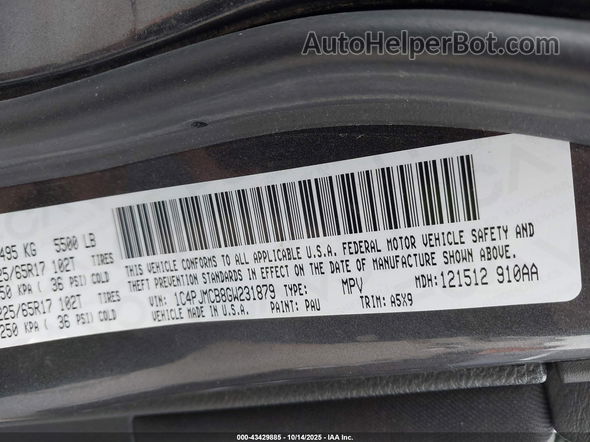 AutoHelperBot.com
495 KG 5500 LB
25/65R17 102T TIRES
250 KPA ( 36 PSI) COLD
225/65R17 102T TIRES
250 KPA ( 36 PSI) COLD
THIS VEHICLE CONFORMS TO ALL APPLICABLE U.S.A. FEDERAL MOTOR VEHICLE SAFETY AND
THEFT PREVENTION STANDARDS IN EFFECT ON THE DATE OF MANUFACTURE SHOWN ABOVE.
VIN: 1C4PJMCB8GW231879 TYPE: MPV MDH: 121512 910AA
VEHICLE MADE IN U.S.A. PAINT: PAU TRIM: A5X9
000-43429885 - 10/14/2025 - IAA Inc.